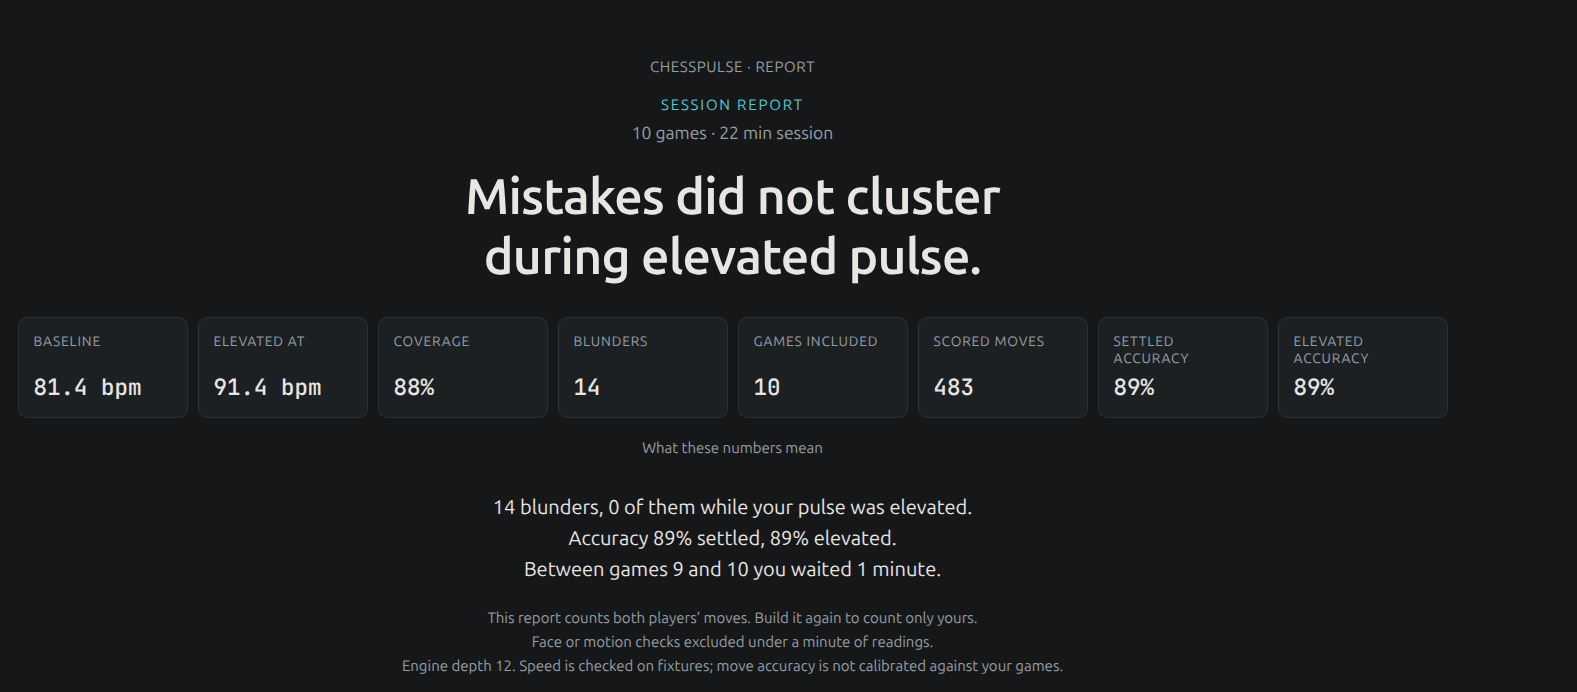 CHESSPULSE · REPORT
SESSION REPORT
10 games · 22 min session
Mistakes did not cluster
during elevated pulse.
BASELINE
81.4 bpm
ELEVATED AT
91.4 bpm
COVERAGE
88%
BLUNDERS
14
GAMES INCLUDED
10
SCORED MOVES
483
SETTLED
ACCURACY
89%
ELEVATED
ACCURACY
89%
What these numbers mean
14 blunders, 0 of them while your pulse was elevated.
Accuracy 89% settled, 89% elevated.
Between games 9 and 10 you waited 1 minute.
This report counts both players’ moves. Build it again to count only yours.
Face or motion checks excluded under a minute of readings.
Engine depth 12. Speed is checked on fixtures; move accuracy is not calibrated against your games.